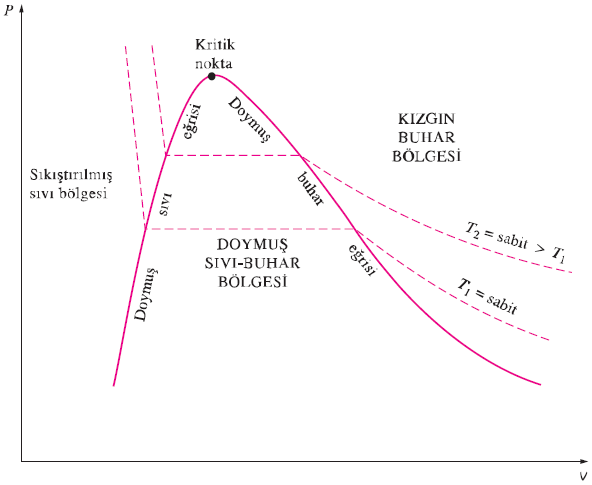 P
Kritik
nokta
Doymuş
eğrisi
KIZGIN
BUHAR
BÖLGESİ
Sıkıştırılmış
sıvı bölgesi
sıvı
buhar
T2 = sabit > T1
DOYMUŞ
SIVI-BUHAR
BÖLGESİ
eğrisi
Doymuş
T1 = sabit
v